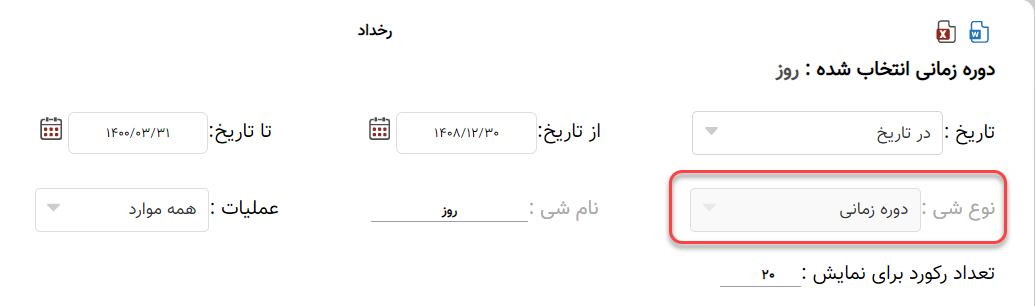 رخداد
دوره زمانی انتخاب شده : روز
تاریخ : در تاریخ از تاریخ: ۱۴۰۸/۱۲/۳۰ تا تاریخ: ۱۴۰۰/۰۳/۳۱
نوع شی : دوره زمانی نام شی : روز عملیات : همه موارد
تعداد رکورد برای نمایش : ۲۰